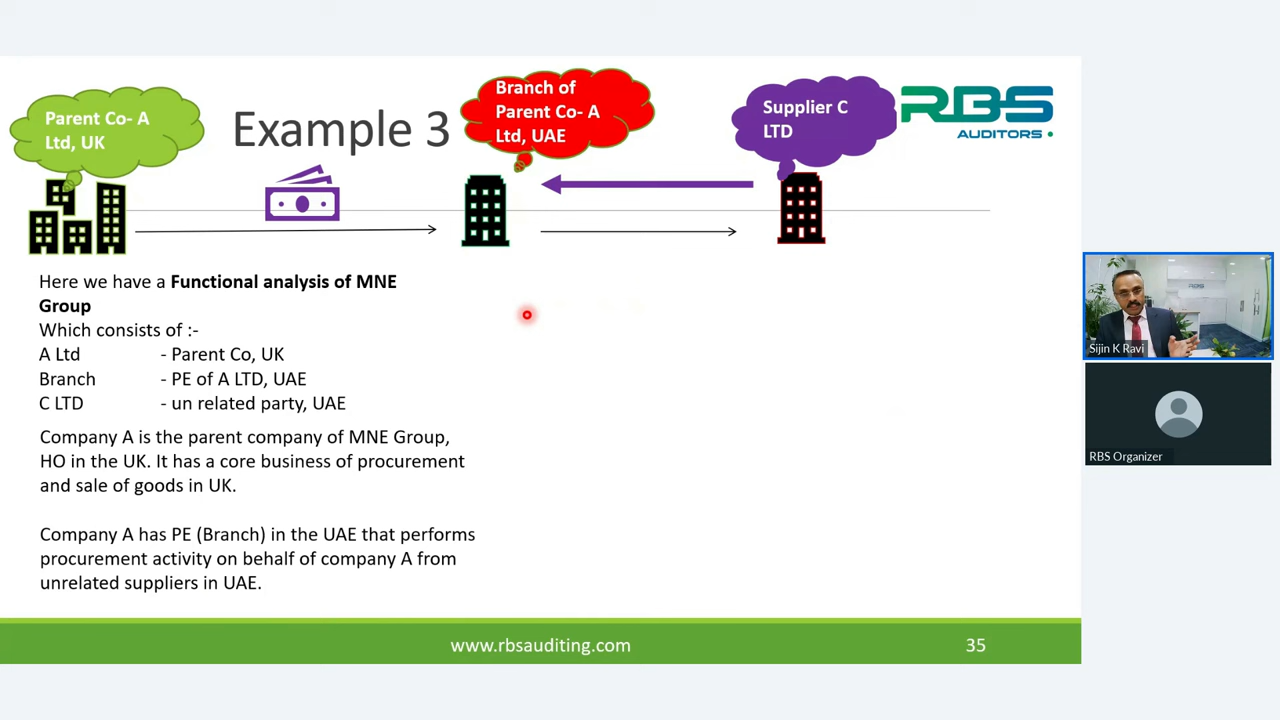 Parent Co- A
Ltd, UK
Example 3
Branch of
Parent Co- A
Ltd, UAE
Supplier C
LTD
RBS
AUDITORS
Here we have a Functional analysis of MNE
Group
Which consists of :-
A Ltd - Parent Co, UK
Branch - PE of A LTD, UAE
C LTD - un related party, UAE
Company A is the parent company of MNE Group,
HO in the UK. It has a core business of procurement
and sale of goods in UK.
Company A has PE (Branch) in the UAE that performs
procurement activity on behalf of company A from
unrelated suppliers in UAE.
www.rbsauditing.com
35
RBS
Sijin K Ravi
RBS Organizer